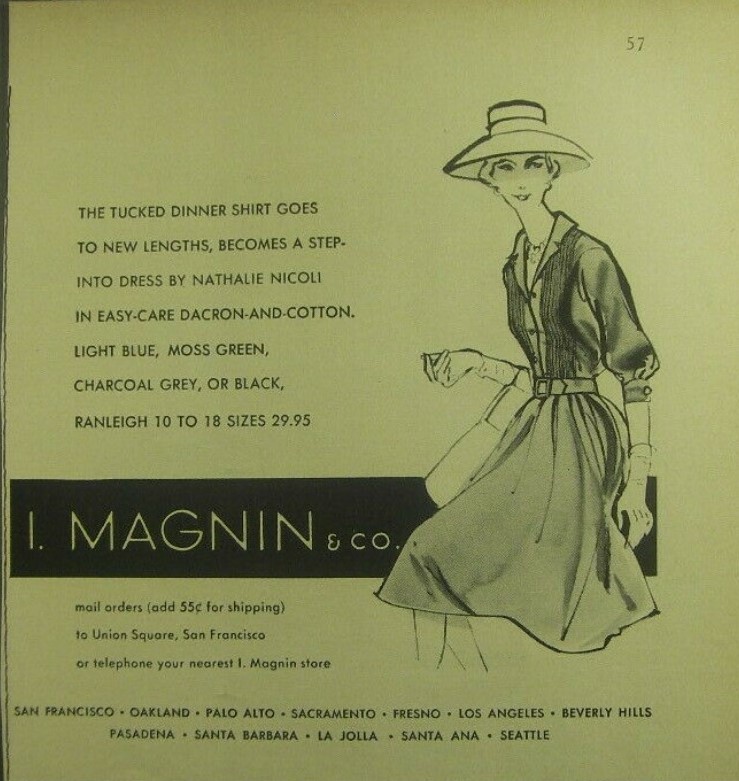 57
THE TUCKED DINNER SHIRT GOES
TO NEW LENGTHS, BECOMES A STEP-
INTO DRESS BY NATHALIE NICOLI
IN EASY-CARE DACRON-AND-COTTON.
LIGHT BLUE, MOSS GREEN,
CHARCOAL GREY, OR BLACK,
RANLEIGH 10 TO 18 SIZES 29.95
I. MAGNIN & CO.
mail orders (add 55¢ for shipping)
to Union Square, San Francisco
or telephone your nearest I. Magnin store
SAN FRANCISCO • OAKLAND • PALO ALTO • SACRAMENTO • FRESNO • LOS ANGELES • BEVERLY HILLS
PASADENA • SANTA BARBARA • LA JOLLA • SANTA ANA • SEATTLE